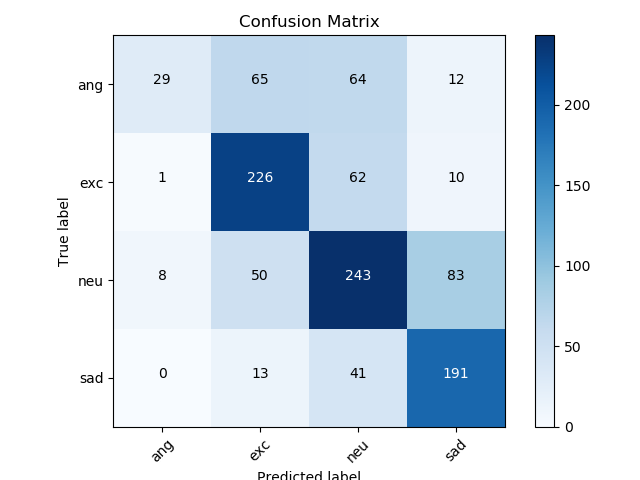 Confusion Matrix
True label
ang 29 65 64 12
exc 1 226 62 10
neu 8 50 243 83
sad 0 13 41 191
ang exc neu sad
Predicted label
200
150
100
50
0